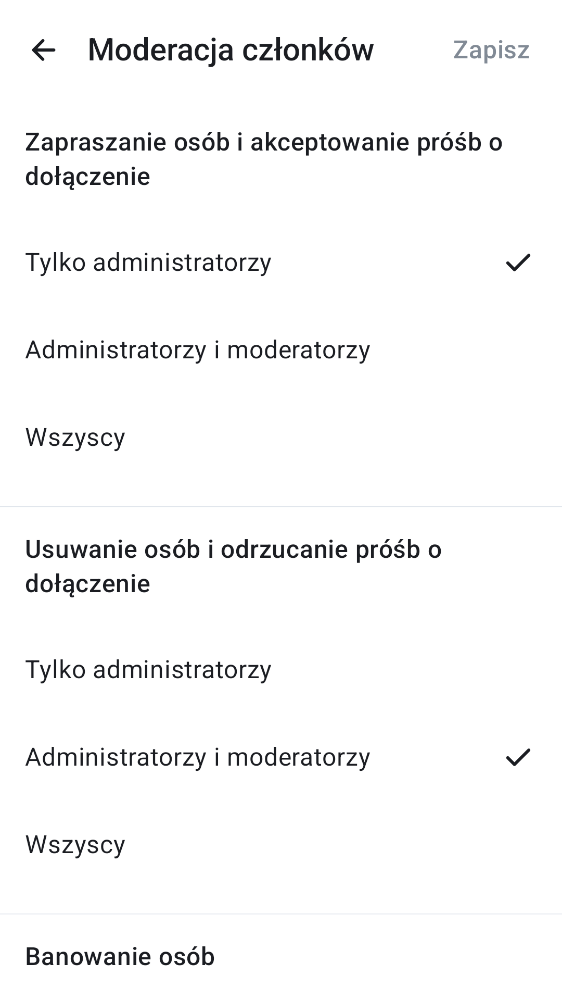 Moderacja członków
Zapisz
Zapraszanie osób i akceptowanie próśb o
dołączenie
Tylko administratorzy
Administratorzy i moderatorzy
Wszyscy
Usuwanie osób i odrzucanie próśb o
dołączenie
Tylko administratorzy
Administratorzy i moderatorzy
Wszyscy
Banowanie osób